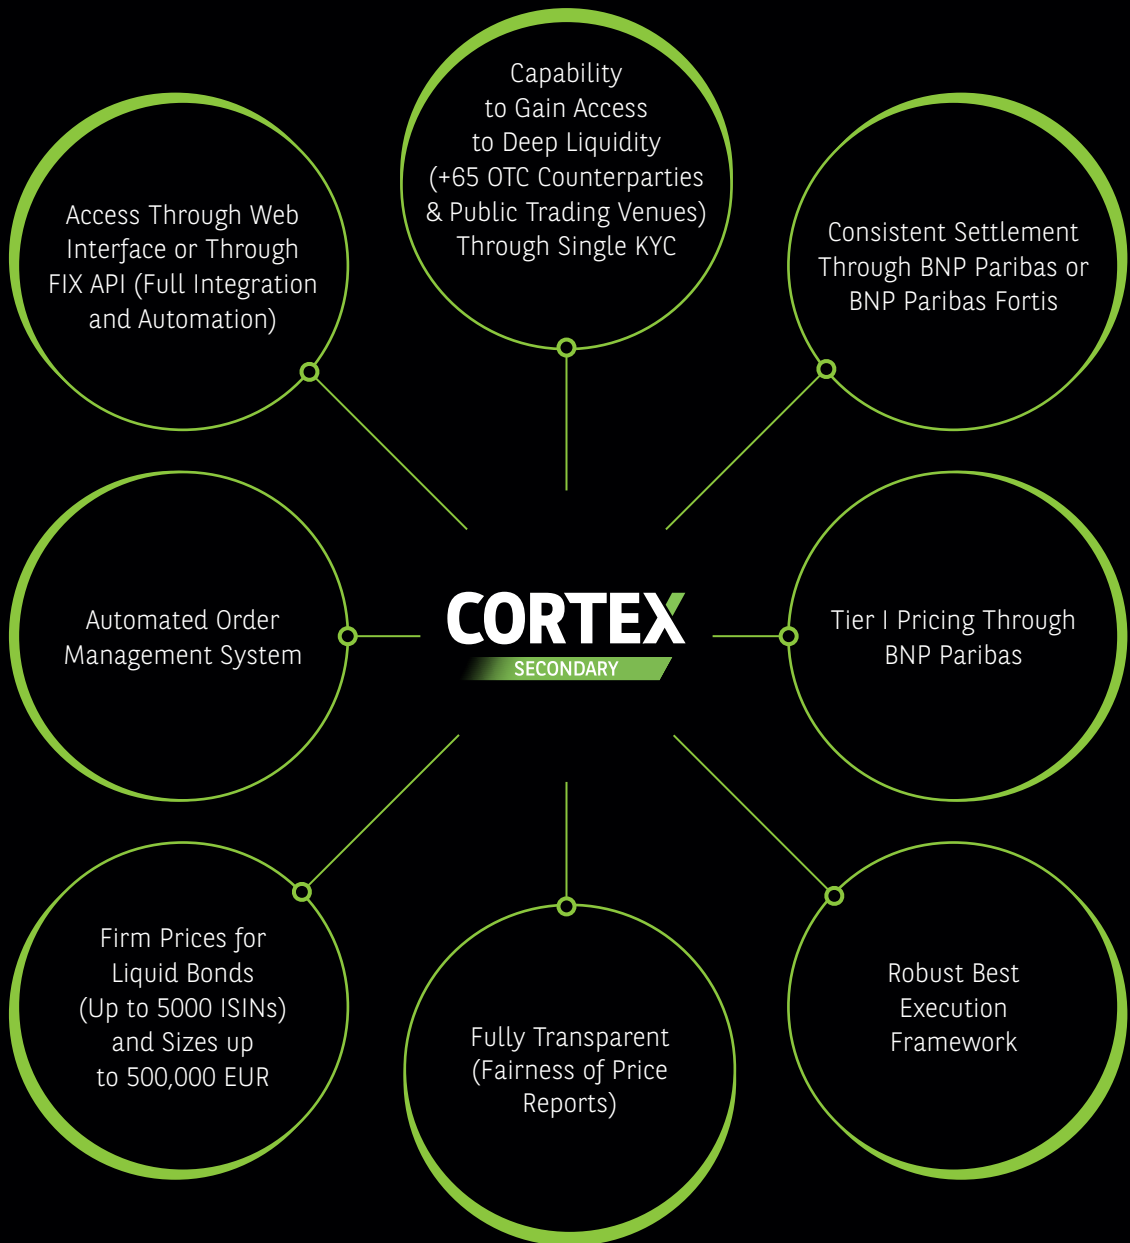 Capability
to Gain Access
to Deep Liquidity
(+65 OTC Counterparties
& Public Trading Venues)
Through Single KYC
Access Through Web
Interface or Through
FIX API (Full Integration
and Automation)
Consistent Settlement
Through BNP Paribas or
BNP Paribas Fortis
Automated Order
Management System
CORTEX
SECONDARY
Tier I Pricing Through
BNP Paribas
Firm Prices for
Liquid Bonds
(Up to 5000 ISINs)
and Sizes up
to 500,000 EUR
Fully Transparent
(Fairness of Price
Reports)
Robust Best
Execution
Framework